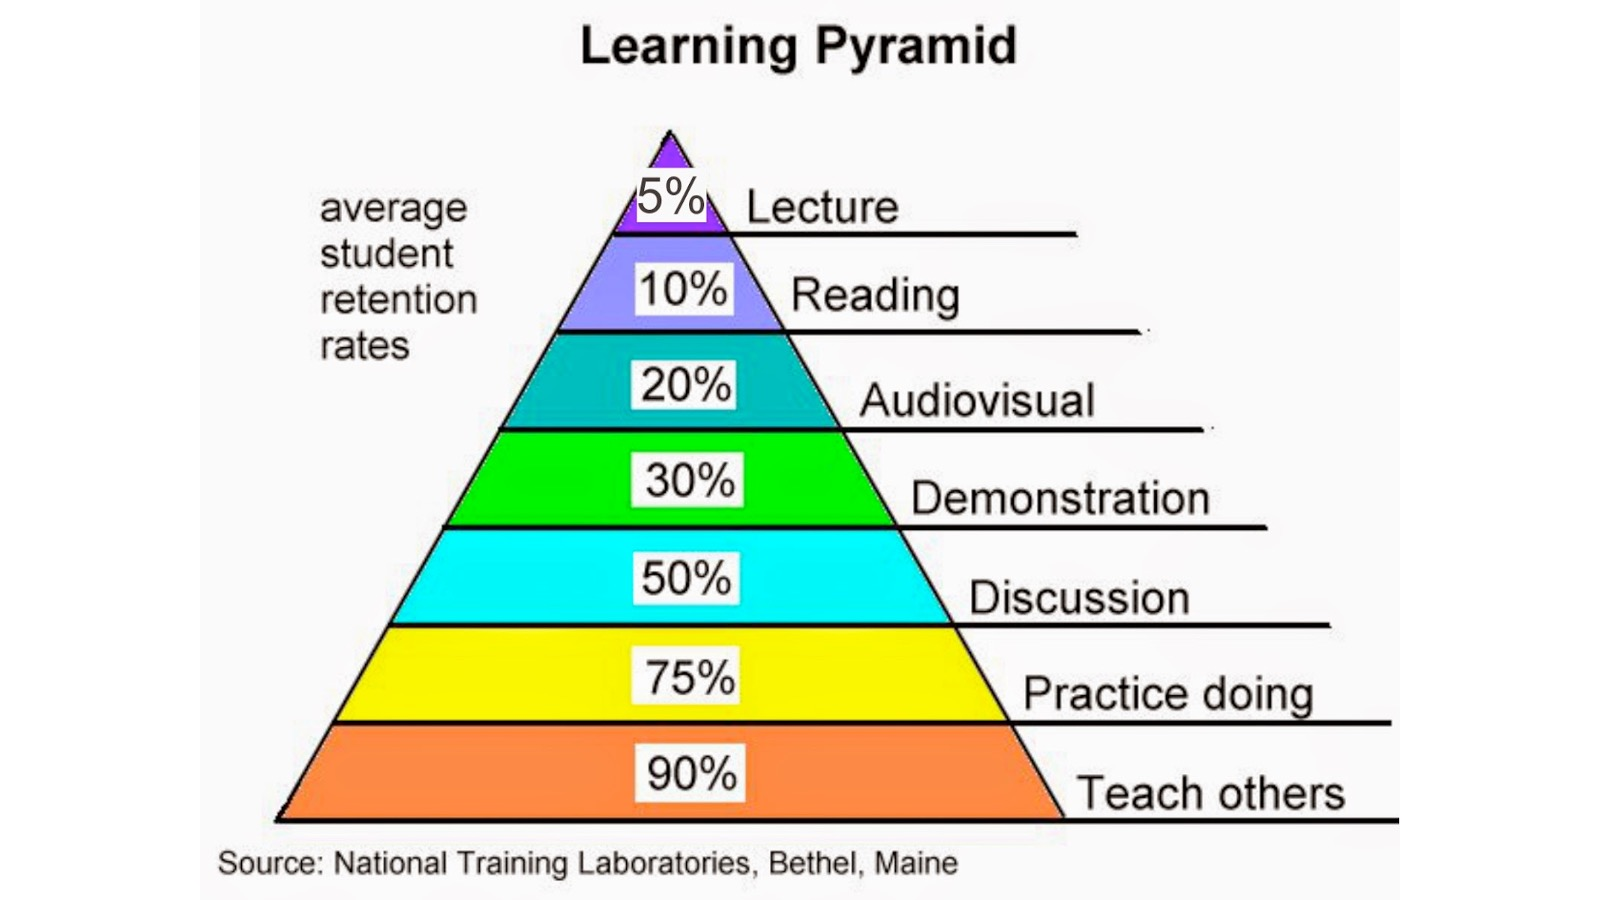 Learning Pyramid
average
student
retention
rates
5% Lecture
10% Reading
20% Audiovisual
30% Demonstration
50% Discussion
75% Practice doing
90% Teach others
Source: National Training Laboratories, Bethel, Maine